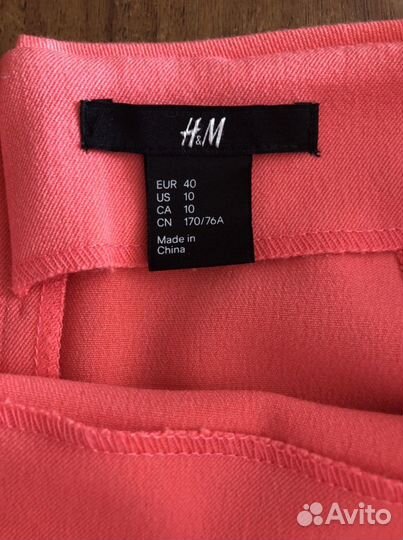 H&M
EUR 40
US 10
CA 10
CN 170/76A
Made in
China
Avito